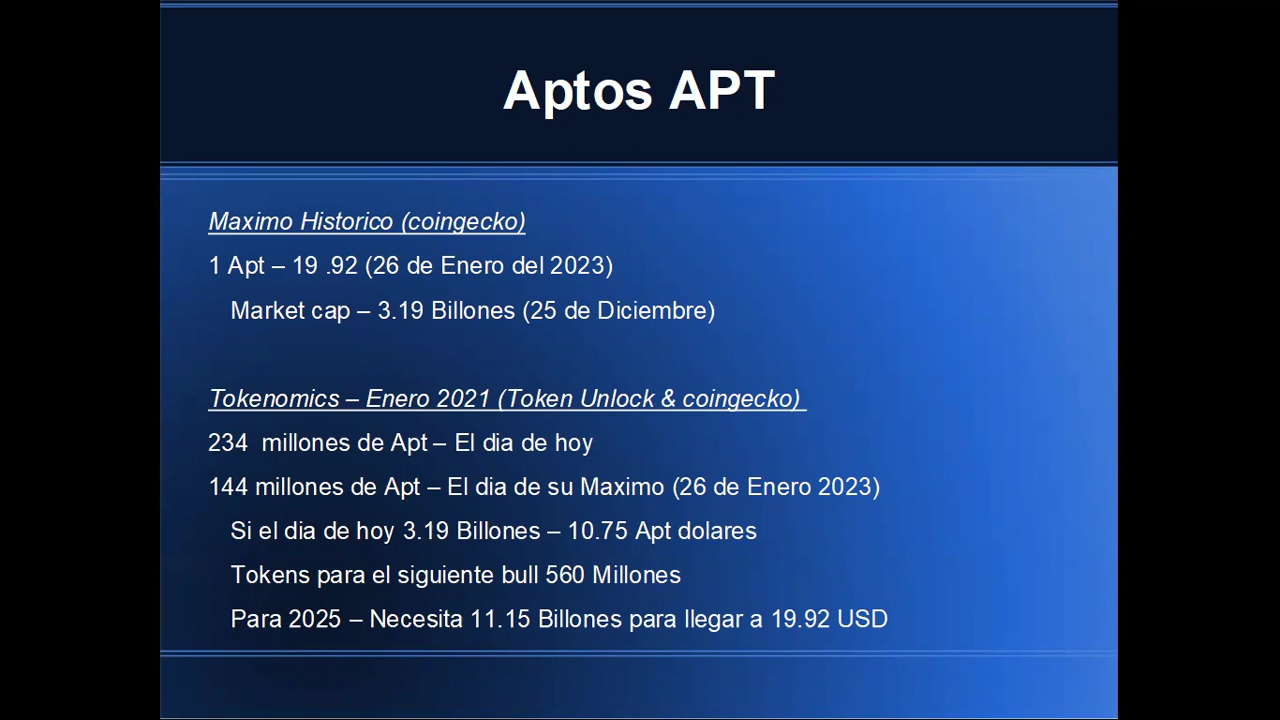 Aptos APT
Maximo Historico (coingecko)
1 Apt – 19 .92 (26 de Enero del 2023)
Market cap – 3.19 Billones (25 de Diciembre)
Tokenomics – Enero 2021 (Token Unlock & coingecko)
234  millones de Apt – El dia de hoy
144 millones de Apt – El dia de su Maximo (26 de Enero 2023)
Si el dia de hoy 3.19 Billones – 10.75 Apt dolares
Tokens para el siguiente bull 560 Millones
Para 2025 – Necesita 11.15 Billones para llegar a 19.92 USD